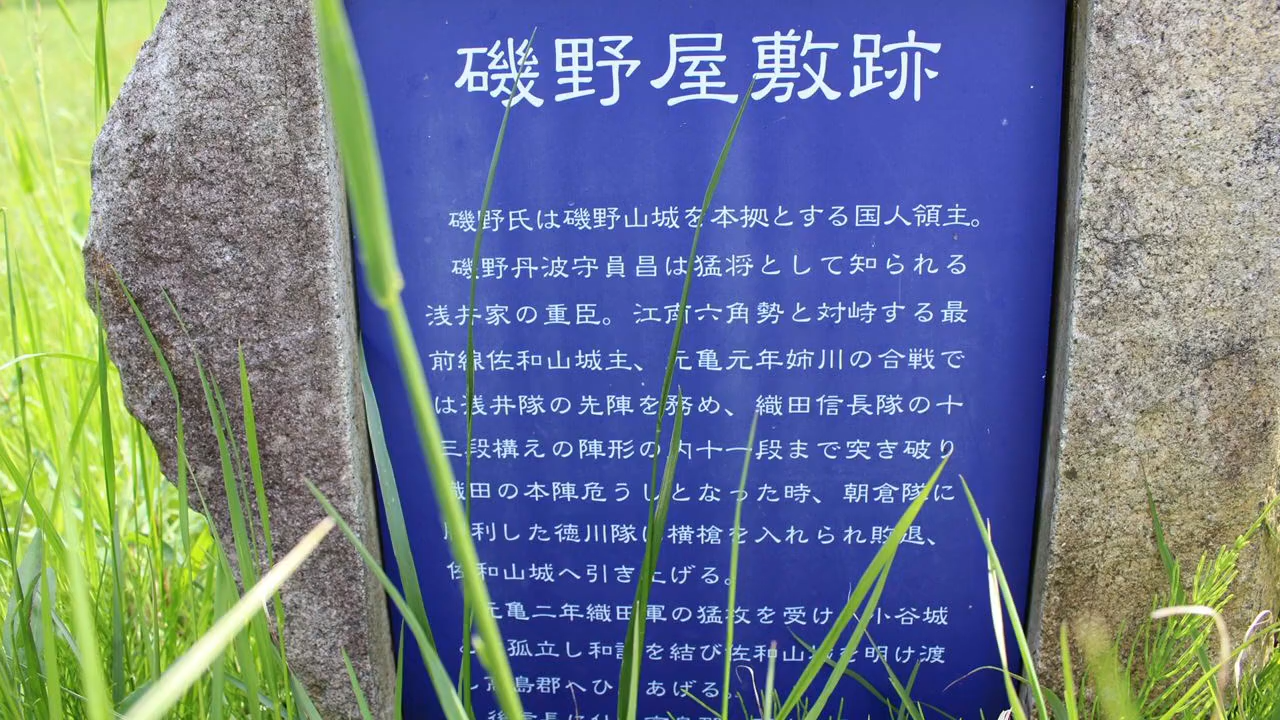 磯野屋敷跡
磯野氏は磯野山城を本拠とする国人領主。
磯野丹波守員昌は猛将として知られる
浅井家の重臣。江南六角勢と対峙する最
前線佐和山城主、元亀元年姉川の合戦で
は浅井隊の先陣を務め、織田信長隊の十
三段構えの陣形の内十一段まで突き破り
織田の本陣危うしとなった時、朝倉隊に
勝利した徳川隊に横槍を入れられ敗退、
佐和山城へ引き上げる。
元亀二年織田軍の猛攻を受け、小谷城
と孤立し和議を結び佐和山城を明け渡
し高島郡へひきあげる。
後信長に仕